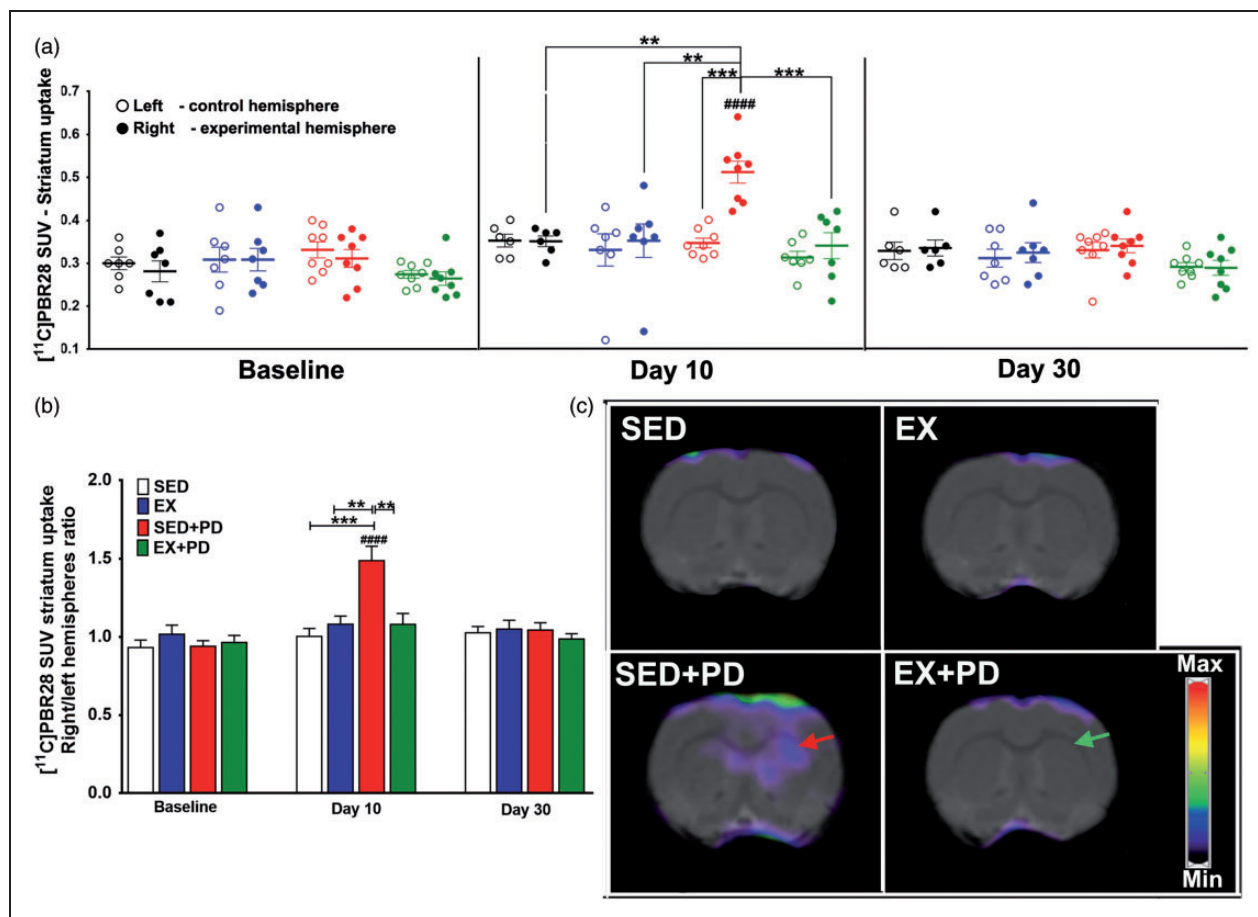 (a)
[¹¹C]PBR28 SUV - Striatum uptake
0.7
0.6
0.5
0.4
0.3
0.2
0.1
Left - control hemisphere
Right - experimental hemisphere
**
**
***
***
####
Baseline
Day 10
Day 30
(b)
[¹¹C]PBR28 SUV striatum uptake
Right/left hemispheres ratio
2.0
1.5
1.0
0.5
0.0
SED
EX
SED+PD
EX+PD
**
**
***
####
Baseline
Day 10
Day 30
(c)
SED
EX
SED+PD
EX+PD
Max
Min